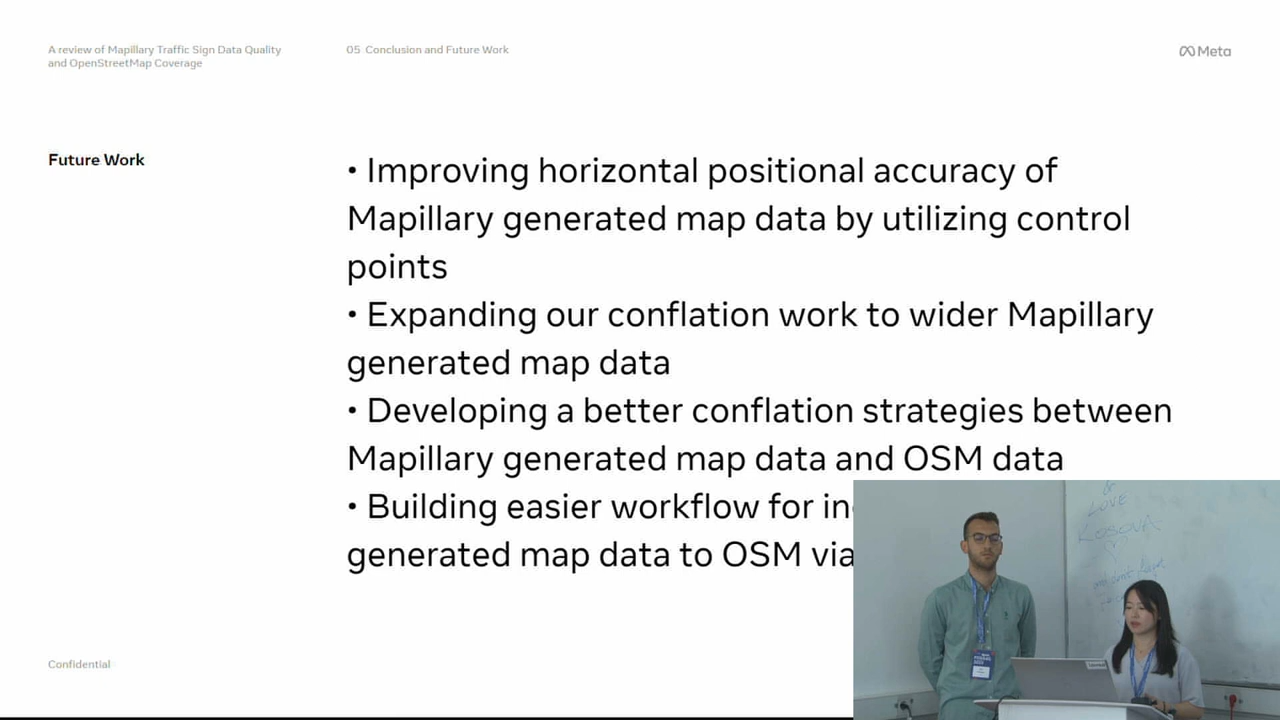 A review of Mapillary Traffic Sign Data Quality
and OpenStreetMap Coverage
05 Conclusion and Future Work
Meta
Future Work
• Improving horizontal positional accuracy of
Mapillary generated map data by utilizing control
points
• Expanding our conflation work to wider Mapillary
generated map data
• Developing a better conflation strategies between
Mapillary generated map data and OSM data
• Building easier workflow for
generated map data to OSM via
LOVE
KOSOVA
Confidential